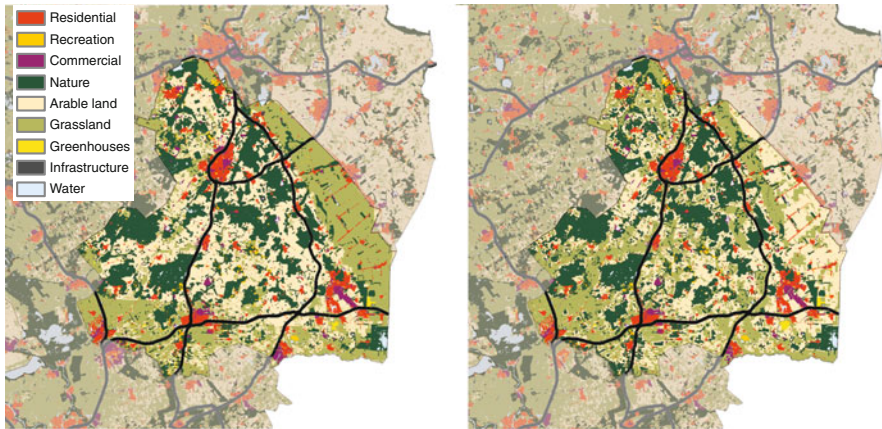 Residential
Recreation
Commercial
Nature
Arable land
Grassland
Greenhouses
Infrastructure
Water